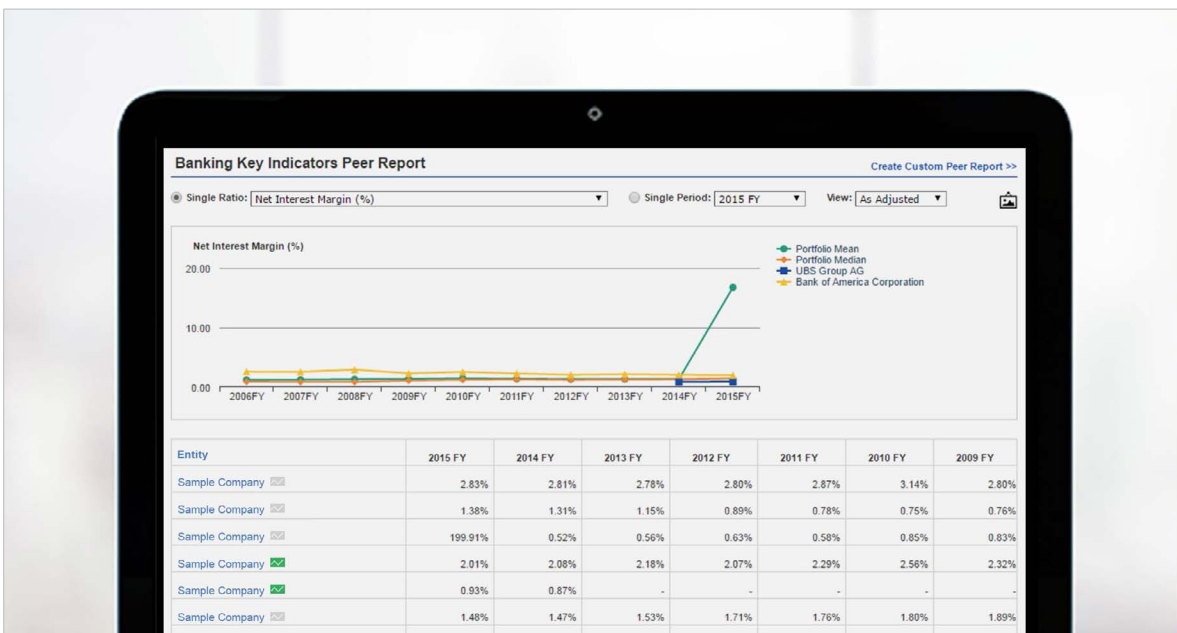 Banking Key Indicators Peer Report
Create Custom Peer Report >>
Single Ratio: Net Interest Margin (%) Single Period: 2015 FY View: As Adjusted
Net Interest Margin (%)
Portfolio Mean
Portfolio Median
UBS Group AG
Bank of America Corporation
20.00
10.00
0.00
2006FY 2007FY 2008FY 2009FY 2010FY 2011FY 2012FY 2013FY 2014FY 2015FY
Entity 2015 FY 2014 FY 2013 FY 2012 FY 2011 FY 2010 FY 2009 FY
Sample Company 2.83% 2.81% 2.78% 2.80% 2.87% 3.14% 2.80%
Sample Company 1.38% 1.31% 1.15% 0.89% 0.78% 0.75% 0.76%
Sample Company 199.91% 0.52% 0.56% 0.63% 0.58% 0.85% 0.83%
Sample Company 2.01% 2.08% 2.18% 2.07% 2.29% 2.56% 2.32%
Sample Company 0.93% 0.87% - - - - -
Sample Company 1.48% 1.47% 1.53% 1.71% 1.76% 1.80% 1.89%